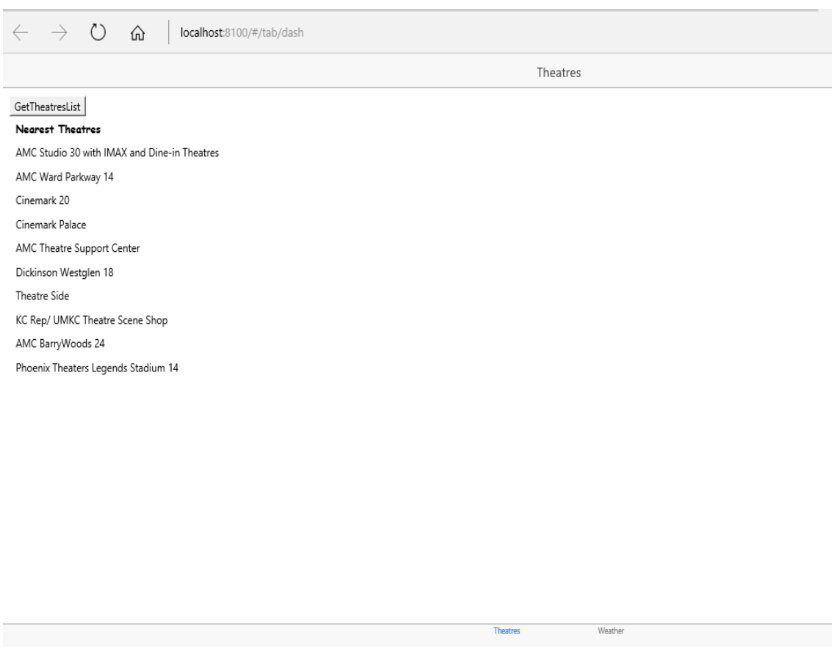 localhost:8100/#/tab/dash
Theatres
GetTheatresList
Nearest Theatres
AMC Studio 30 with IMAX and Dine-in Theatres
AMC Ward Parkway 14
Cinemark 20
Cinemark Palace
AMC Theatre Support Center
Dickinson Westglen 18
Theatre Side
KC Rep/ UMKC Theatre Scene Shop
AMC BarryWoods 24
Phoenix Theaters Legends Stadium 14
Theatres Weather